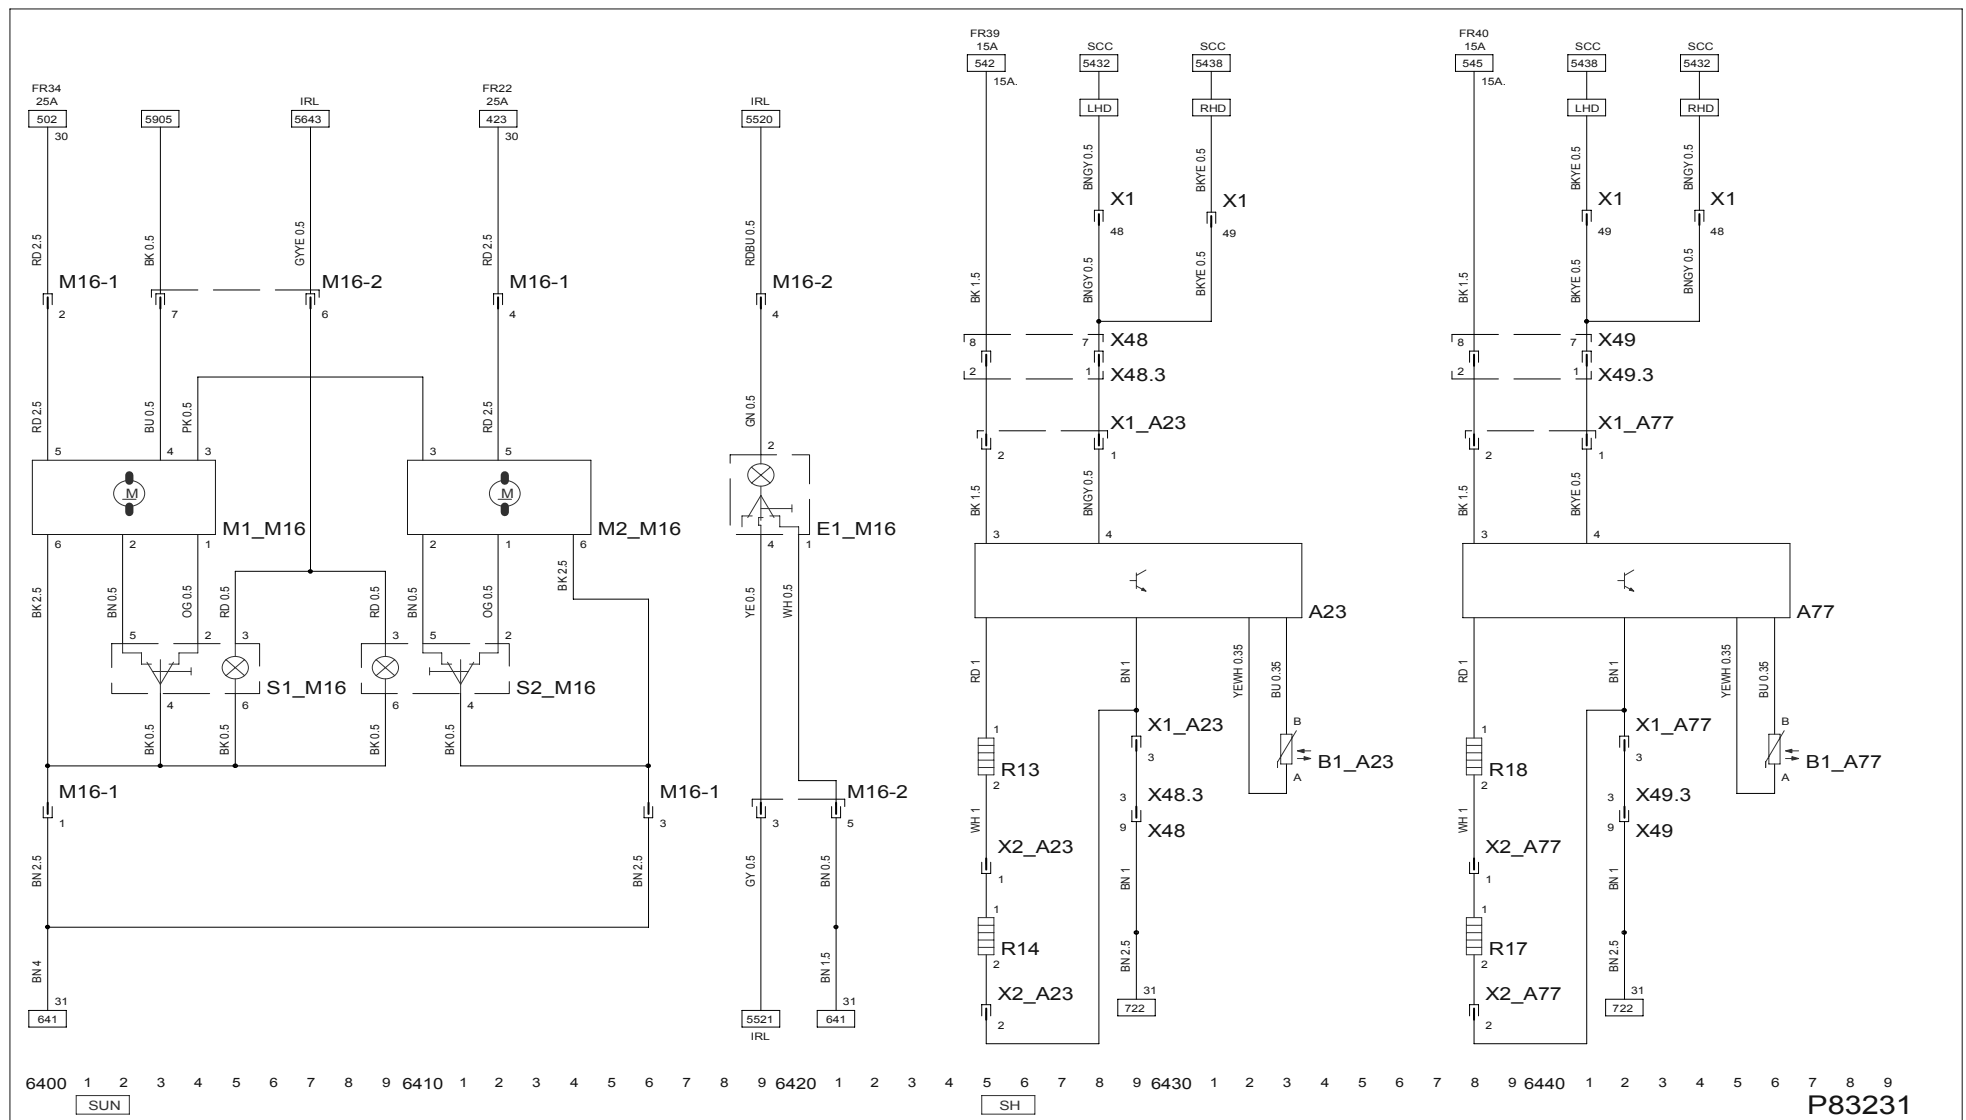 FR39 SCC SCC FR40 SCC SCC
15A 15A
542 5432 5438 545 5438 5432
15A. 15A.
FR34 FR22
25A IRL 25A IRL LHD RHD LHD RHD
502 5905 5643 423 5520
30 30
BNGY 0.5 BKYE 0.5 BKYE 0.5 BNGY 0.5
X1 X1 X1 X1
48 49 49 48
RD 2.5 BK 0.5 GYYE 0.5 RD 2.5 RDBU 0.5 BK 1.5 BNGY 0.5 BKYE 0.5 BK 1.5 BKYE 0.5 BNGY 0.5
M16-1 M16-2 M16-1 M16-2
2 7 6 4 4
8 7 X48 8 7 X49
2 1 X48.3 2 1 X49.3
RD 2.5 BU 0.5 PK 0.5 RD 2.5 GN 0.5
X1_A23 X1_A77
2 1 2 1
5 4 3 3 5 2
M M
BK 1.5 BNGY 0.5 BK 1.5 BKYE 0.5
M1_M16 M2_M16 E1_M16
6 2 1 2 1 6 4 1 3 4 3 4
BK 2.5 BN 0.5 OG 0.5 RD 0.5 RD 0.5 BN 0.5 OG 0.5 BK 2.5 YE 0.5 WH 0.5
A23 A77
5 2 3 3 5 2
S1_M16 S2_M16
4 6 6 4
RD 1 BN 1 YEWH 0.35 BU 0.35 RD 1 BN 1 YEWH 0.35 BU 0.35
BK 0.5 BK 0.5 BK 0.5 BK 0.5
1 X1_A23 B 1 X1_A77 B
R13 3 B1_A23 R18 3 B1_A77
2 A 2 A
M16-1 M16-1 M16-2
1 3 3 5
3 X48.3 3 X49.3
WH 1 9 X48 WH 1 9 X49
X2_A23 X2_A77
1 1
BN 2.5 BN 2.5 GY 0.5 BN 0.5 BN 1 BN 1
1 1
R14 R17
2 2
BN 4 BN 1.5 BN 2.5 BN 2.5
X2_A23 X2_A77
2 2
31 31 31 31
641 5521 641 722 722
IRL
6400 1 2 3 4 5 6 7 8 9 6410 1 2 3 4 5 6 7 8 9 6420 1 2 3 4 5 6 7 8 9 6430 1 2 3 4 5 6 7 8 9 6440 1 2 3 4 5 6 7 8 9
SUN SH P83231